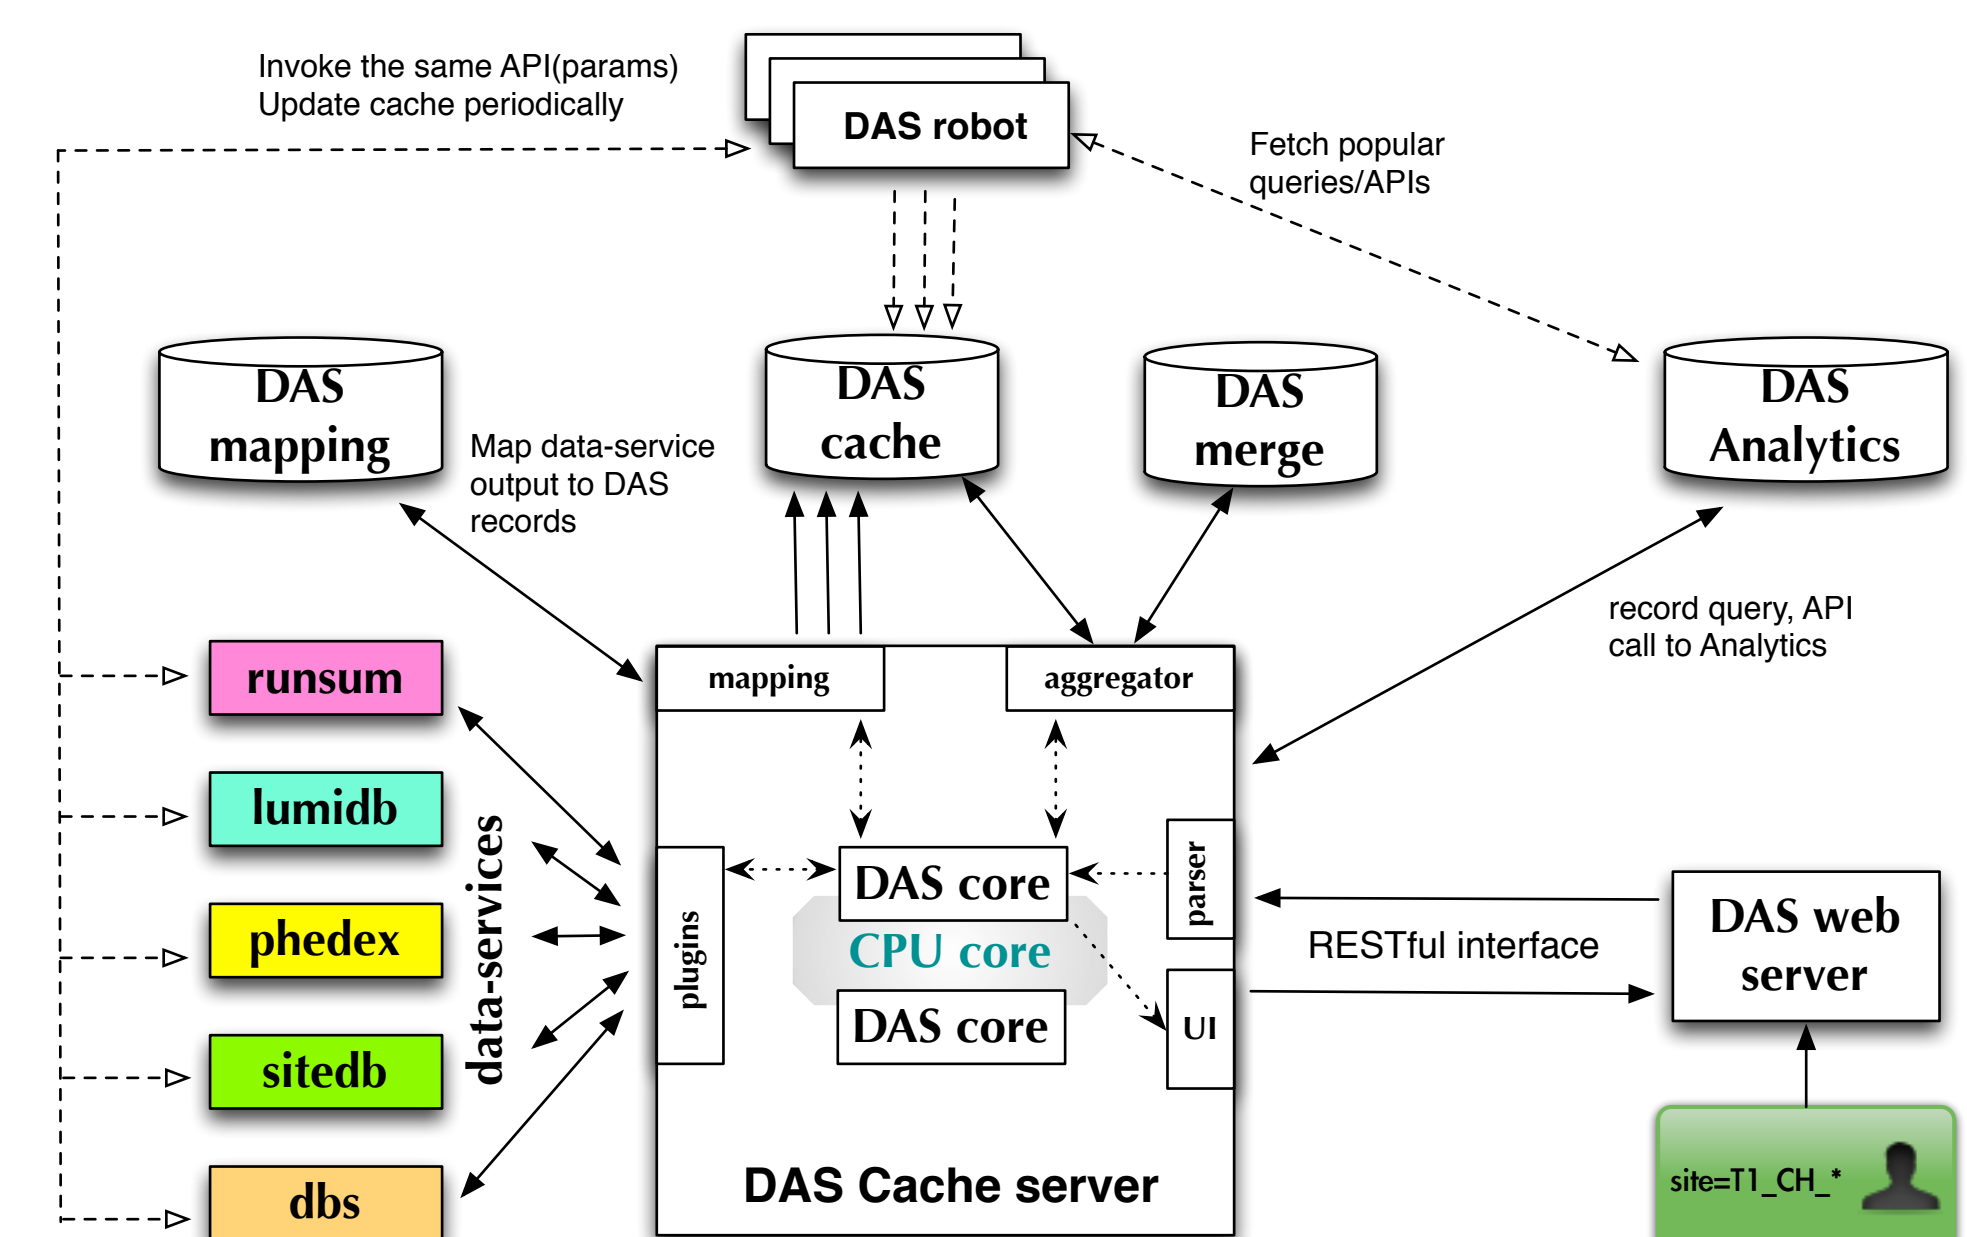 Invoke the same API(params)
Update cache periodically
DAS robot
Fetch popular
queries/APIs
DAS
mapping
Map data-service
output to DAS
records
DAS
cache
DAS
merge
DAS
Analytics
record query, API
call to Analytics
runsum
lumidb
phedex
sitedb
dbs
data-services
mapping
aggregator
plugins
DAS core
CPU core
DAS core
parser
UI
DAS Cache server
RESTful interface
DAS web
server
site=T1_CH_*